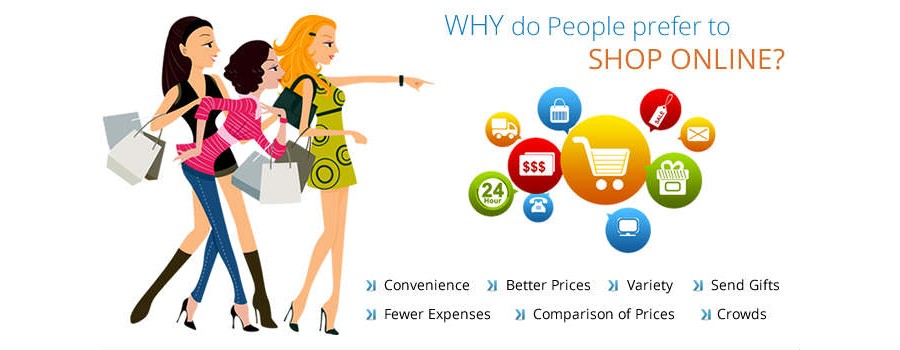 WHY do People prefer to
SHOP ONLINE?
SALE
$$$
24
Hour
Convenience Better Prices Variety Send Gifts
Fewer Expenses Comparison of Prices Crowds